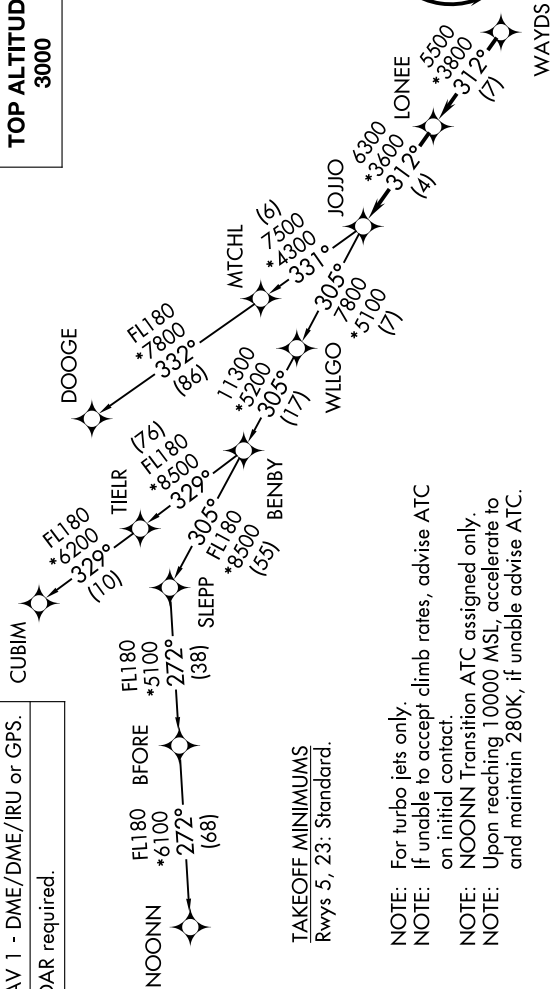 TOP ALTITUD
3000
WAYDS
5500
*3800
312°
(7)
LONEE
6300
*3600
312°
(4)
JOJJO
(6)
7500
*4300
331°
MTCHL
FL180
*7800
332°
(86)
DOOGE
305°
7800
*5100
(7)
WLLGO
11300
*5200
305°
(17)
BENBY
(76)
FL180
*8500
329°
TIELR
FL180
*6200
329°
(10)
CUBIM
305°
FL180
*8500
(55)
SLEPP
FL180
*5100
272°
(38)
BFORE
FL180
*6100
272°
(68)
NOONN
AV 1 - DME/DME/IRU or GPS.
DAR required.
TAKEOFF MINIMUMS
Rwys 5, 23: Standard.
NOTE: For turbo jets only.
NOTE: If unable to accept climb rates, advise ATC
on initial contact.
NOTE: NOONN Transition ATC assigned only.
NOTE: Upon reaching 10000 MSL, accelerate to
and maintain 280K, if unable advise ATC.